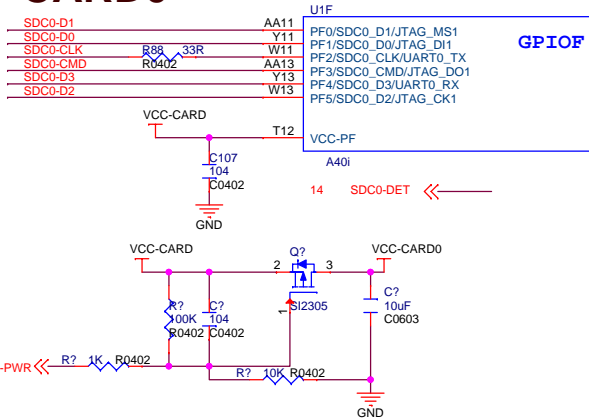 CARD0
U1F
SDC0-D1 AA11 PF0/SDC0_D1/JTAG_MS1
SDC0-D0 Y11 PF1/SDC0_D0/JTAG_DI1
SDC0-CLK R88 33R W11 PF2/SDC0_CLK/UART0_TX
SDC0-CMD R0402 AA13 PF3/SDC0_CMD/JTAG_DO1
SDC0-D3 Y13 PF4/SDC0_D3/UART0_RX
SDC0-D2 W13 PF5/SDC0_D2/JTAG_CK1
GPIOF
VCC-CARD
T12 VCC-PF
C107
104
C0402
GND
A40i
14 SDC0-DET
VCC-CARD Q? VCC-CARD0
2 3
R? C? SI2305 C?
100K 104 1 10uF
R0402 C0402 C0603
-PWR R? 1K R0402
R? 10K R0402
GND